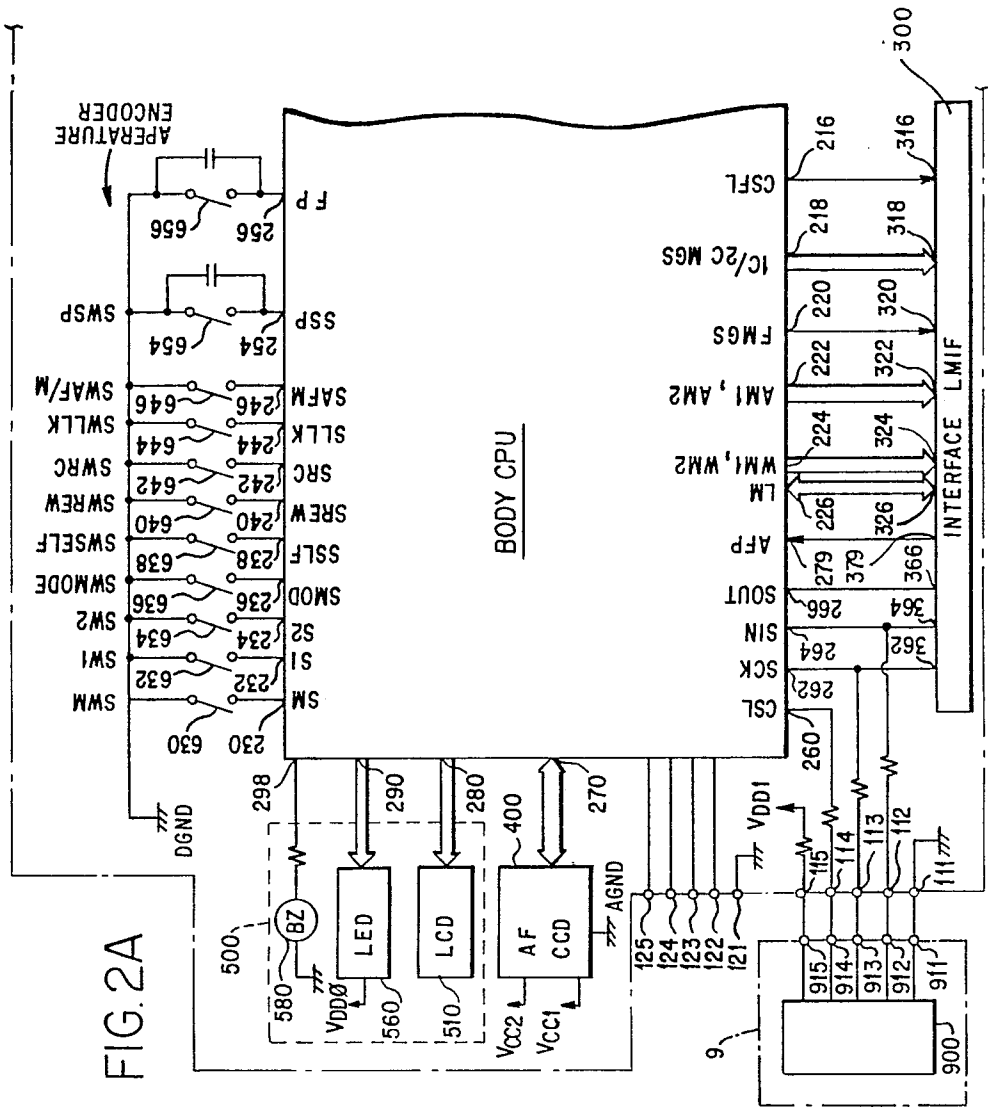 FIG.2A
APERATURE
ENCODER
SWM
SW1
SW2
SWMODE
SWSELF
SWREW
SWRC
SWLLK
SWAF/M
SWSP
630
632
634
636
638
640
642
644
646
654
656
DGND
230
232
234
236
238
240
242
244
246
254
256
SM
S1
S2
SMOD
SSLF
SREW
SRC
SLLK
SAFM
SSP
FP
BODY CPU
298
290
280
270
500
BZ
580
VDDØ
LED
560
LCD
510
400
AF
CCD
AGND
VCC2
VCC1
125
124
123
122
121
VDD1
115
114
113
112
111
915
914
913
912
911
9
900
CSL
SCK
SIN
SOUT
AFP
LM
WM1, WM2
AM1, AM2
FMGS
1C/2C MGS
CSFL
260
262
264
266
279
226
224
222
220
218
216
362
364
366
379
326
324
322
320
318
316
INTERFACE LMIF
300